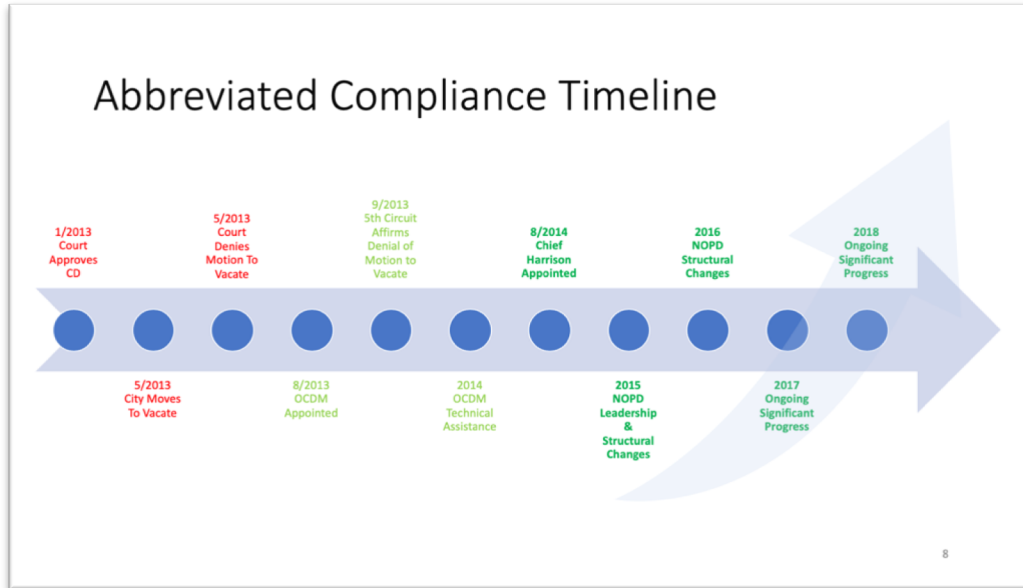 Abbreviated Compliance Timeline
1/2013
Court
Approves
CD
5/2013
City Moves
To Vacate
5/2013
Court
Denies
Motion To
Vacate
8/2013
OCDM
Appointed
9/2013
5th Circuit
Affirms
Denial of
Motion to
Vacate
2014
OCDM
Technical
Assistance
8/2014
Chief
Harrison
Appointed
2015
NOPD
Leadership
&
Structural
Changes
2016
NOPD
Structural
Changes
2017
Ongoing
Significant
Progress
2018
Ongoing
Significant
Progress
8